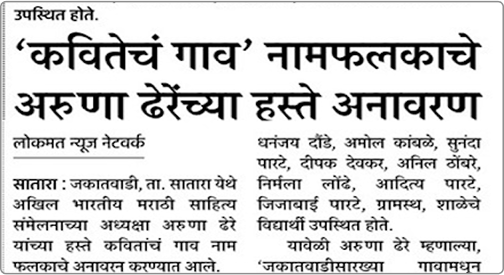 उपस्थित होते.
‘कवितेचं गाव’ नामफलकाचे
अरुणा ढेरेंच्या हस्ते अनावरण
लोकमत न्यूज नेटवर्क
सातारा : जकातवाडी, ता. सातारा येथे
अखिल भारतीय मराठी साहित्य
संमेलनाच्या अध्यक्षा अरुणा ढेरे
यांच्या हस्ते कवितांचं गाव नाम
फलकाचे अनावरन करण्यात आले.
धनंजय दौंडे, अमोल कांबळे, सुनंदा
पारटे, दीपक देवकर, अनिल ठोंबरे,
निर्मला लोंढे, आदित्य पारटे,
जिजाबाई पारटे, ग्रामस्थ, शाळेचे
विद्यार्थी उपस्थित होते.
यावेळी अरुणा ढेरे म्हणाल्या,
‘जकातवाडीसारख्या गावामधून